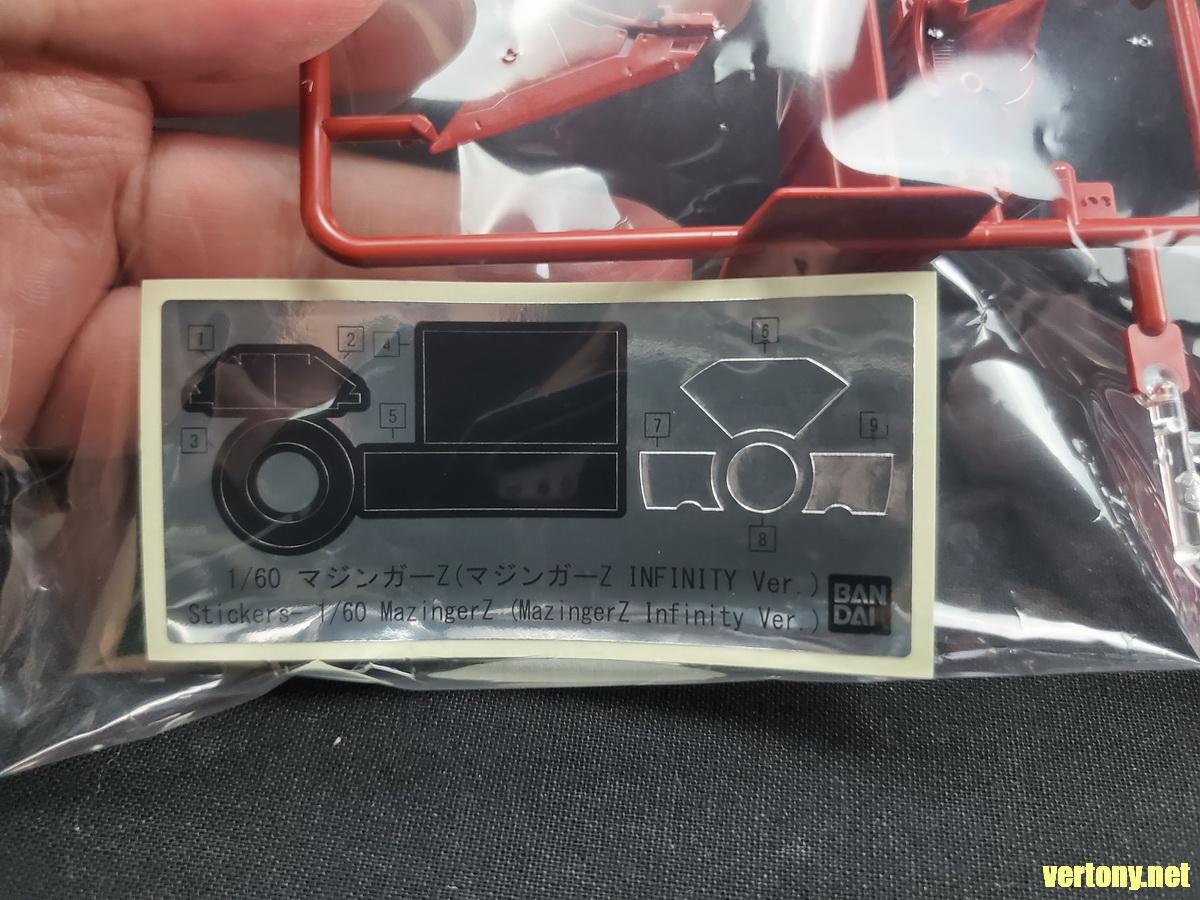 1
2
4
6
5
7
9
3
8
1/60 マジンガーZ(マジンガーZ INFINITY Ver.)
Stickers- 1/60 MazingerZ (MazingerZ Infinity Ver.)
BAN
DAI
vertony.net